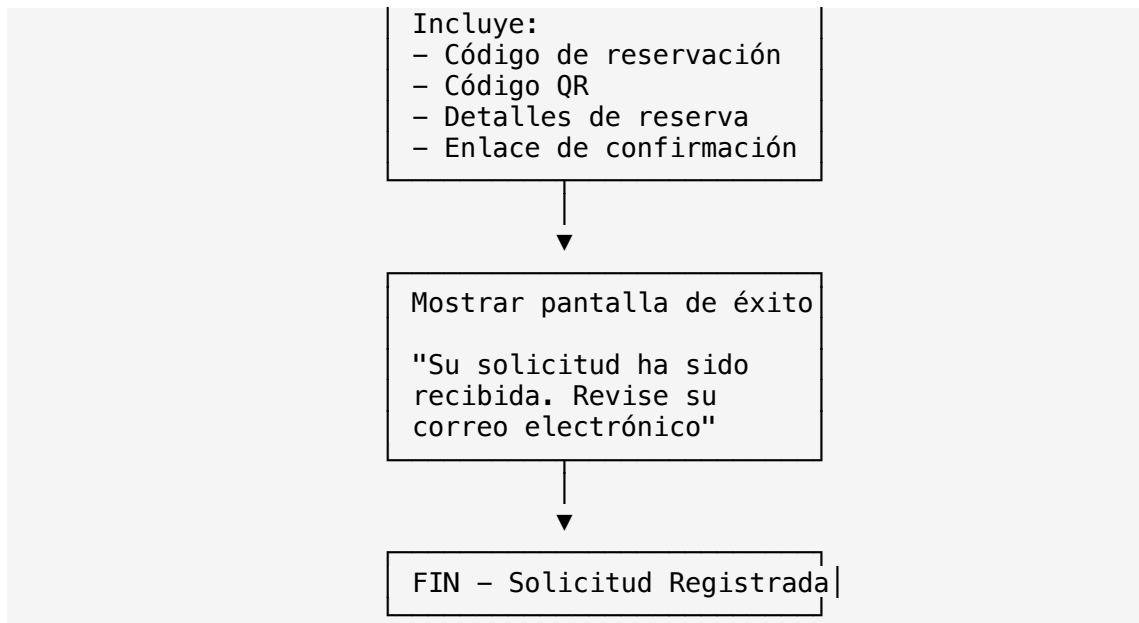 Incluye:
- Código de reservación
- Código QR
- Detalles de reserva
- Enlace de confirmación
Mostrar pantalla de éxito
"Su solicitud ha sido
recibida. Revise su
correo electrónico"
FIN - Solicitud Registrada